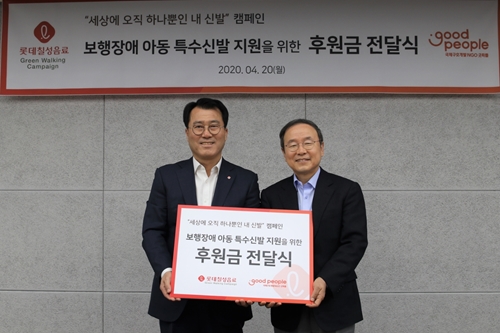 "세상에 오직 하나뿐인 내 신발" 캠페인
롯데칠성음료
Green Walking
Campaign
보행장애 아동 특수신발 지원을 위한 후원금 전달식
good
people
2020. 04. 20(월)
"세상에 오직 하나뿐인 내 신발" 캠페인
보행장애 아동 특수신발 지원을 위한
후원금 전달식
롯데칠성음료
good people